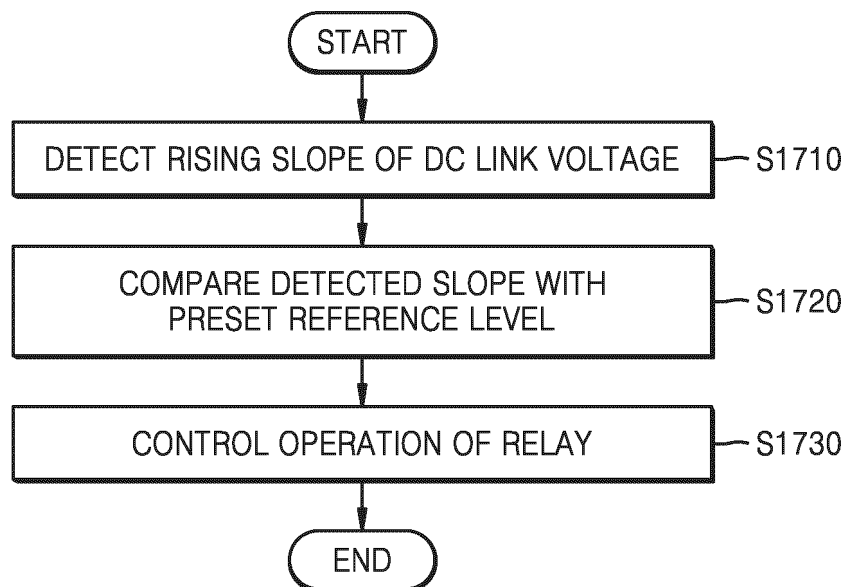 START
DETECT RISING SLOPE OF DC LINK VOLTAGE
S1710
COMPARE DETECTED SLOPE WITH
PRESET REFERENCE LEVEL
S1720
CONTROL OPERATION OF RELAY
S1730
END